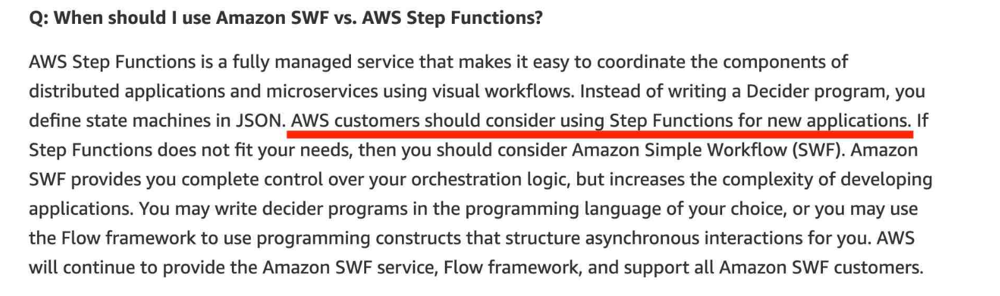 Q: When should I use Amazon SWF vs. AWS Step Functions?
AWS Step Functions is a fully managed service that makes it easy to coordinate the components of
distributed applications and microservices using visual workflows. Instead of writing a Decider program, you
define state machines in JSON. AWS customers should consider using Step Functions for new applications. If
Step Functions does not fit your needs, then you should consider Amazon Simple Workflow (SWF). Amazon
SWF provides you complete control over your orchestration logic, but increases the complexity of developing
applications. You may write decider programs in the programming language of your choice, or you may use
the Flow framework to use programming constructs that structure asynchronous interactions for you. AWS
will continue to provide the Amazon SWF service, Flow framework, and support all Amazon SWF customers.